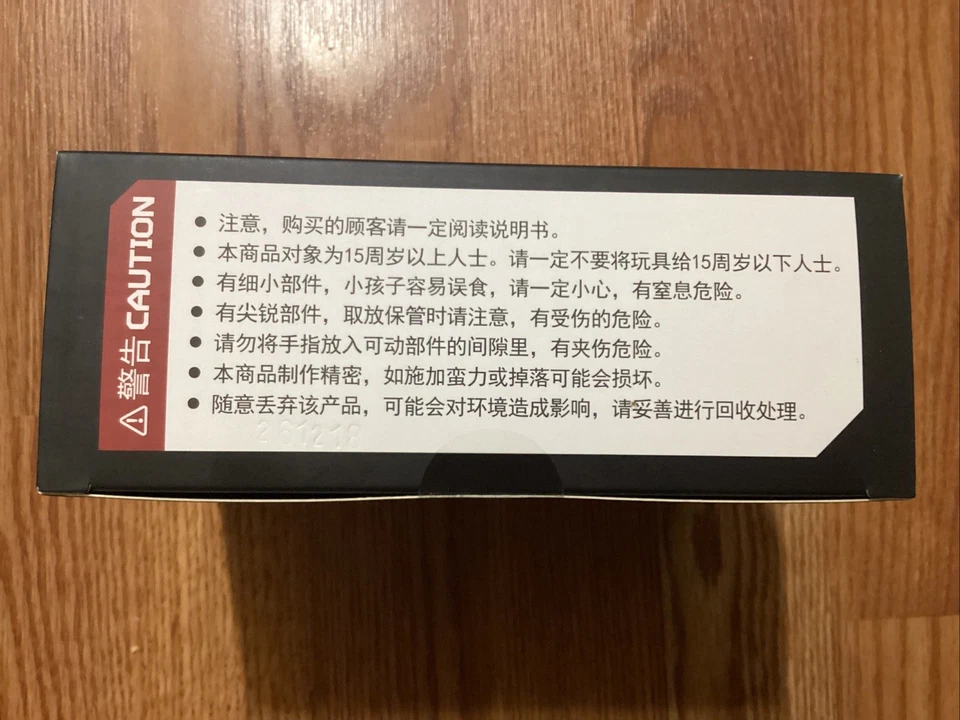 警告 CAUTION
● 注意，购买的顾客请一定阅读说明书。
● 本商品对象为15周岁以上人士。请一定不要将玩具给15周岁以下人士。
● 有细小部件，小孩子容易误食，请一定小心，有窒息危险。
● 有尖锐部件，取放保管时请注意，有受伤的危险。
● 请勿将手指放入可动部件的间隙里，有夹伤危险。
● 本商品制作精密，如施加蛮力或掉落可能会损坏。
● 随意丢弃该产品，可能会对环境造成影响，请妥善进行回收处理。